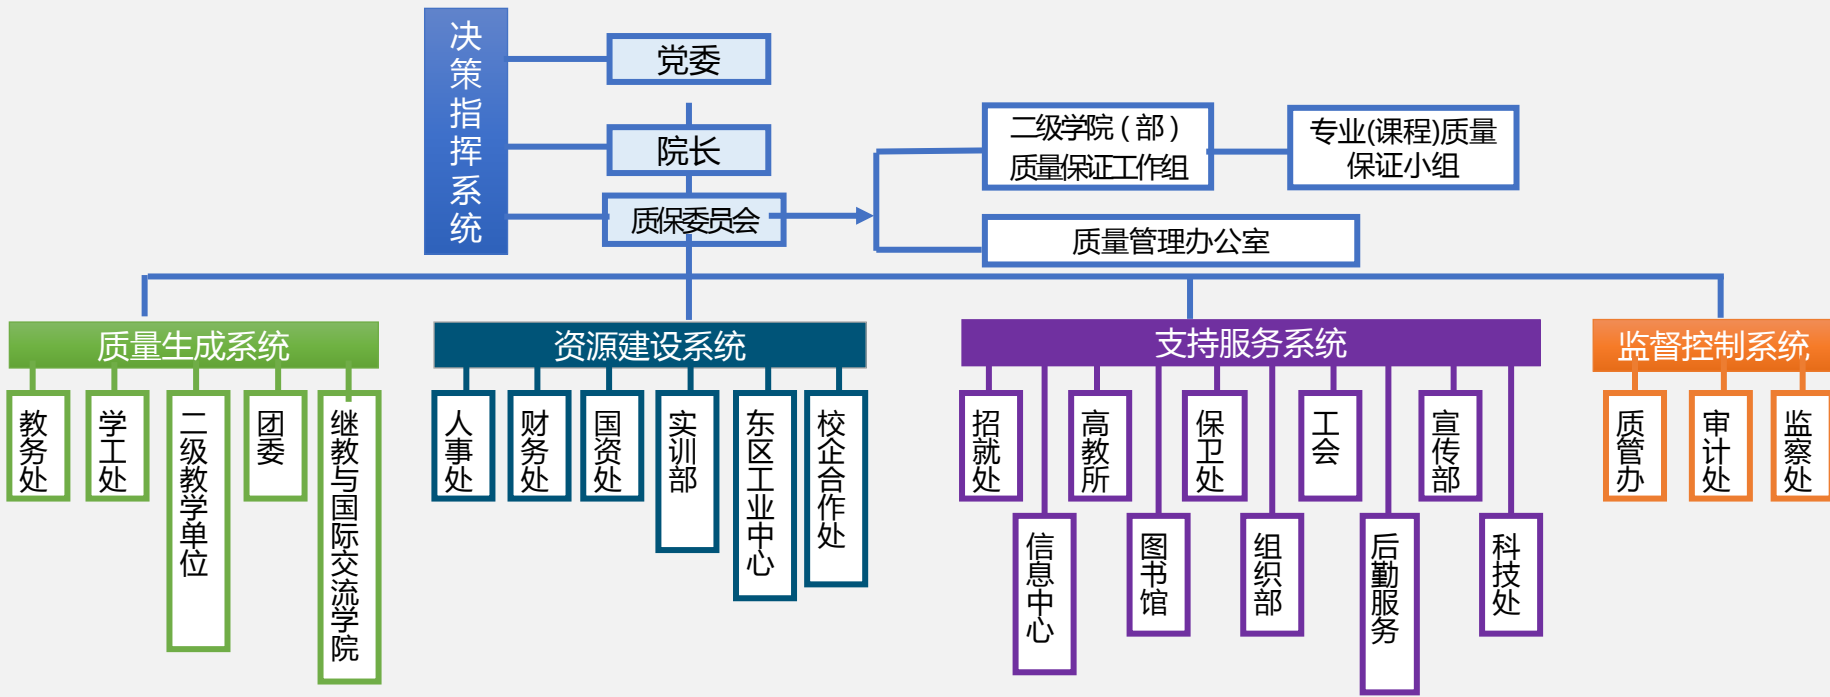 决策指挥系统
党委
院长
质保委员会
二级学院（部）
质量保证工作组
专业(课程)质量
保证小组
质量管理办公室
质量生成系统
资源建设系统
支持服务系统
监督控制系统
教务处
学工处
二级教学单位
团委
继教与国际交流学院
人事处
财务处
国资处
实训部
东区工业中心
校企合作处
招就处
信息中心
高教所
图书馆
保卫处
组织部
工会
后勤服务
宣传部
科技处
质管办
审计处
监察处